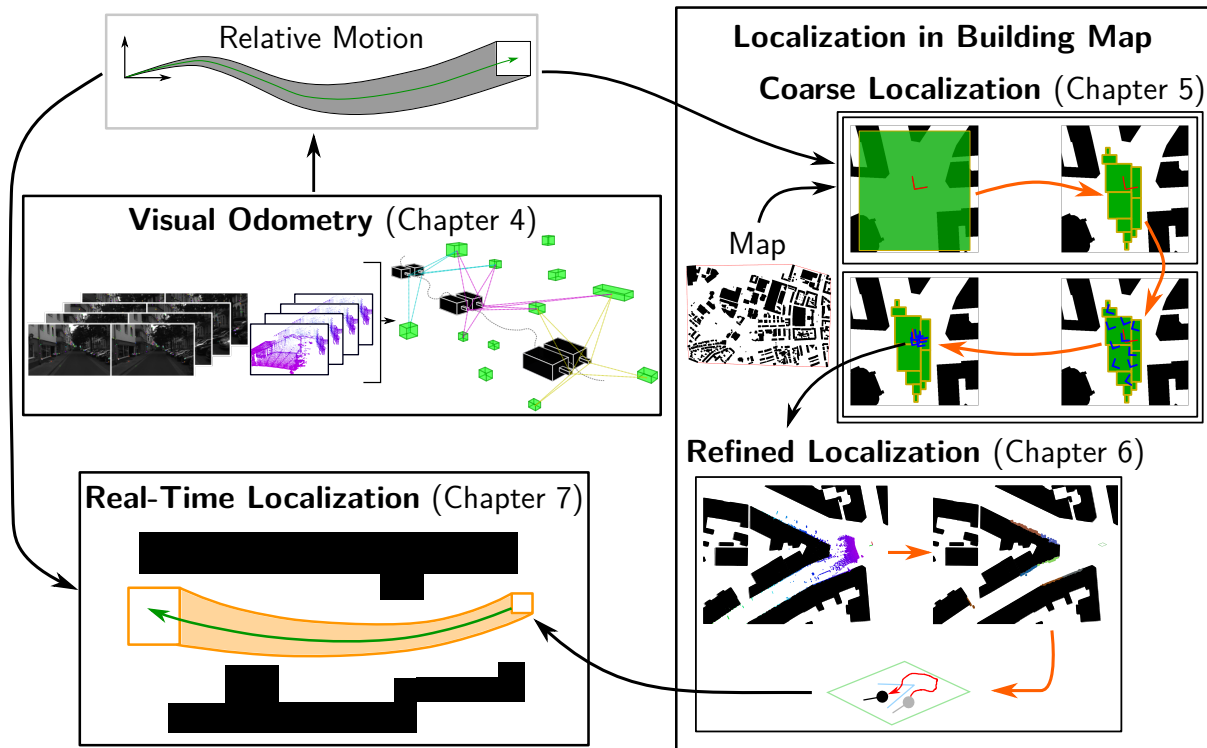 Relative Motion
Localization in Building Map
Coarse Localization (Chapter 5)
Visual Odometry (Chapter 4)
Map
Refined Localization (Chapter 6)
Real-Time Localization (Chapter 7)